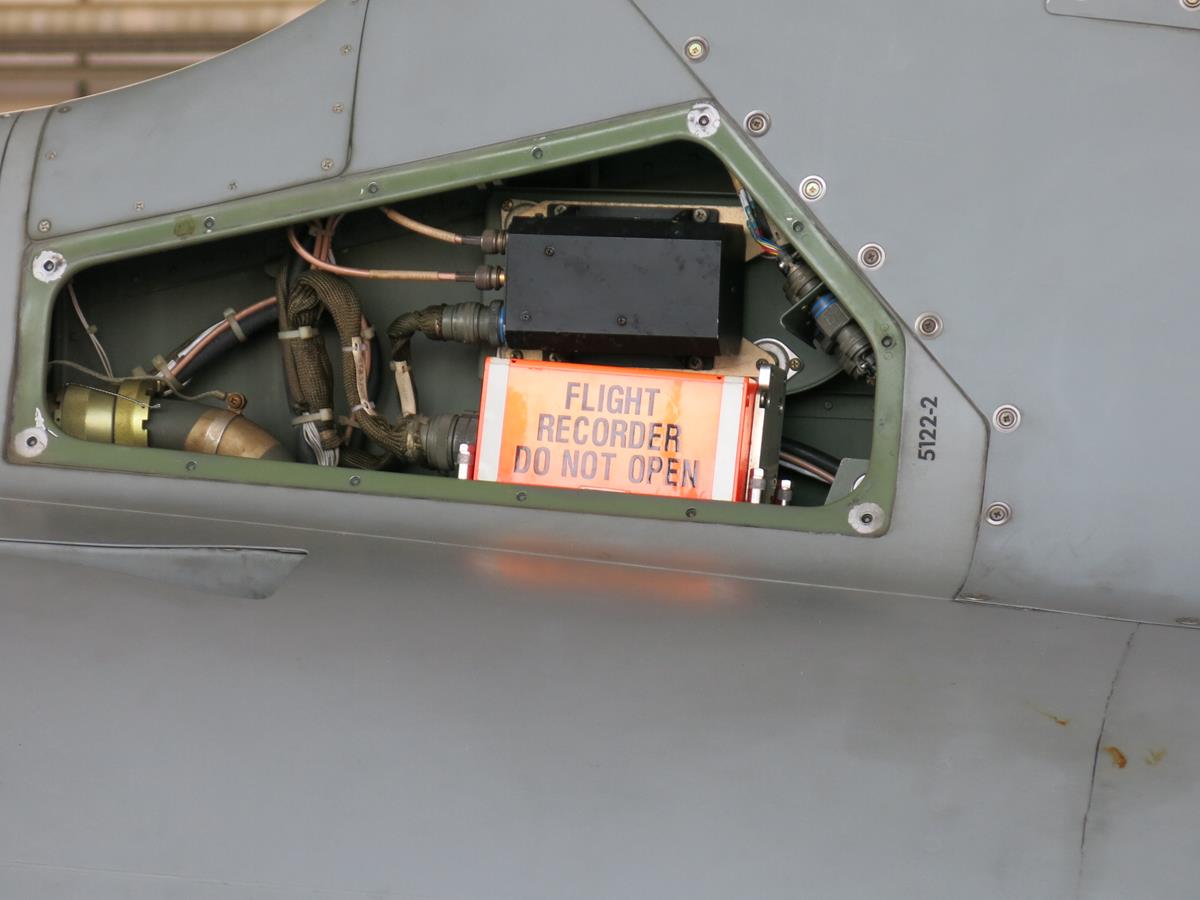 FLIGHT
RECORDER
DO NOT OPEN
5122-2